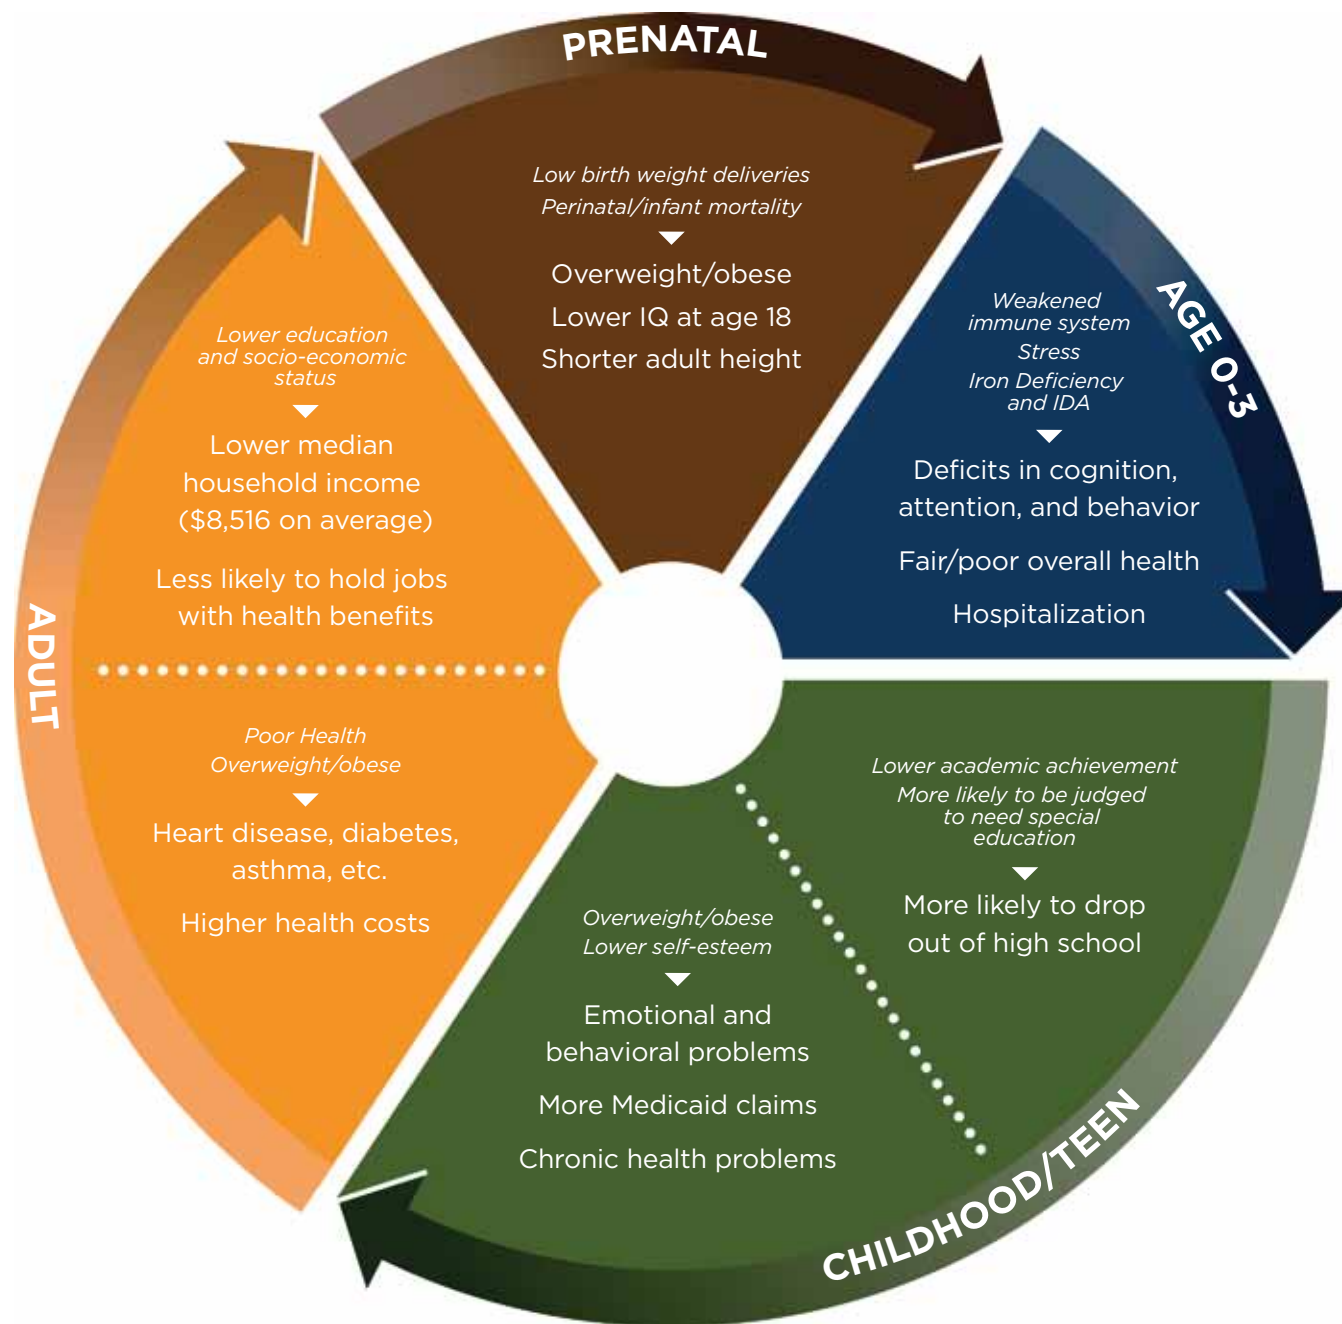 PRENATAL
Low birth weight deliveries
Perinatal/infant mortality
Overweight/obese
Lower IQ at age 18
Shorter adult height
AGE 0-3
Weakened
immune system
Stress
Iron Deficiency
and IDA
Deficits in cognition,
attention, and behavior
Fair/poor overall health
Hospitalization
CHILDHOOD/TEEN
Lower academic achievement
More likely to be judged
to need special
education
More likely to drop
out of high school
Overweight/obese
Lower self-esteem
Emotional and
behavioral problems
More Medicaid claims
Chronic health problems
ADULT
Poor Health
Overweight/obese
Heart disease, diabetes,
asthma, etc.
Higher health costs
Lower education
and socio-economic
status
Lower median
household income
($8,516 on average)
Less likely to hold jobs
with health benefits